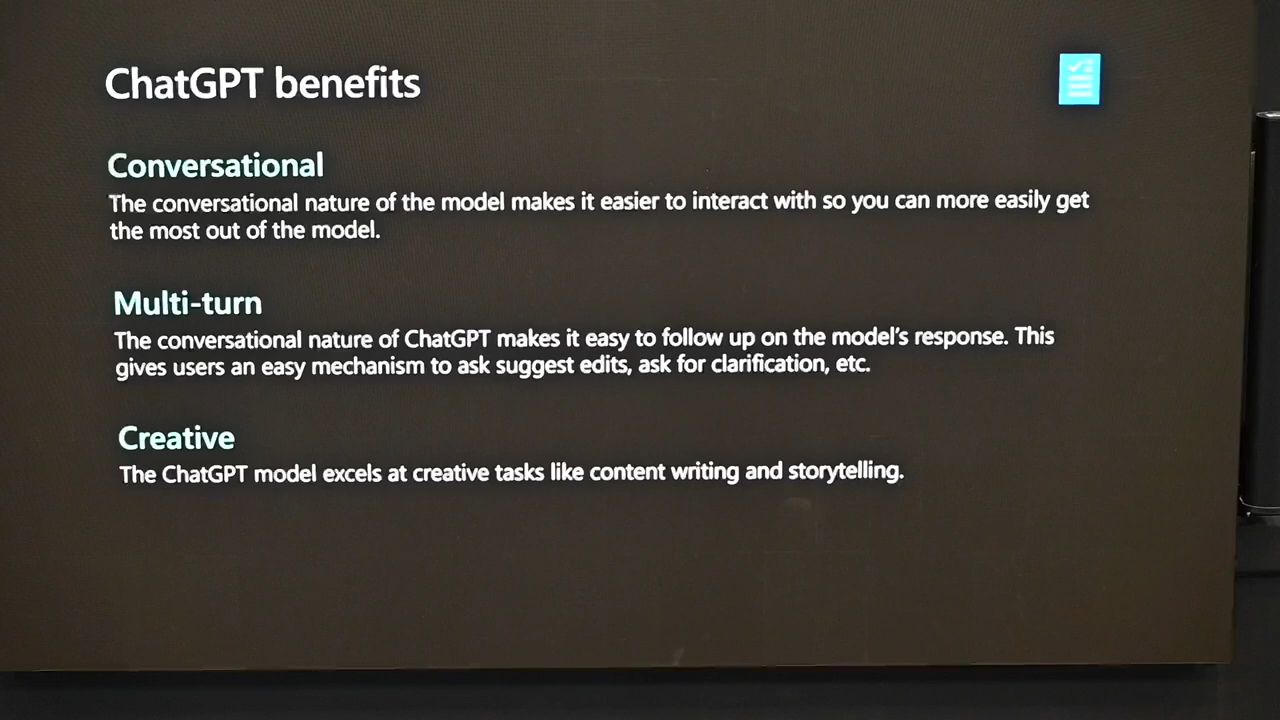 ChatGPT benefits
Conversational
The conversational nature of the model makes it easier to interact with so you can more easily get
the most out of the model.
Multi-turn
The conversational nature of ChatGPT makes it easy to follow up on the model's response. This
gives users an easy mechanism to ask suggest edits, ask for clarification, etc.
Creative
The ChatGPT model excels at creative tasks like content writing and storytelling.